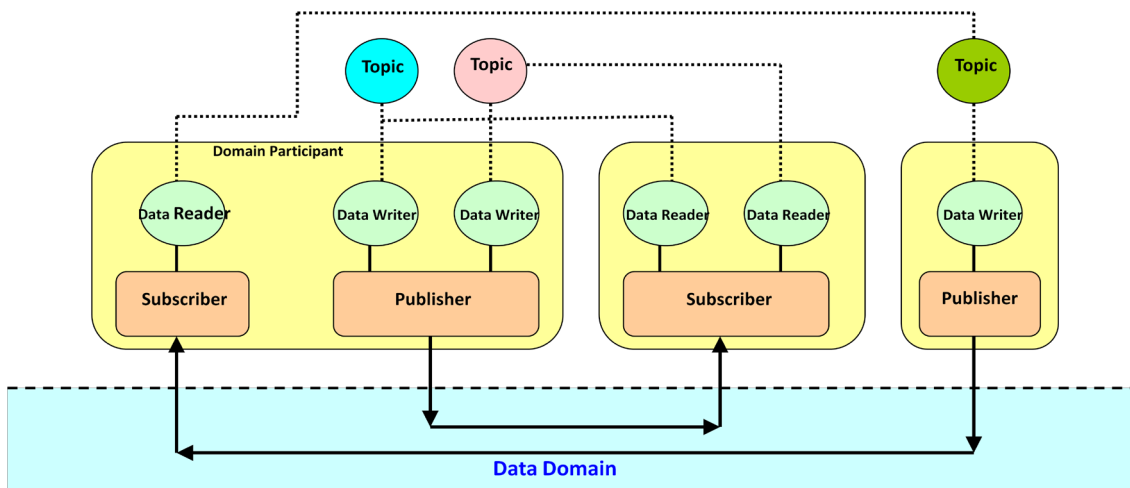 Topic
Topic
Topic
Domain Participant
Data Reader
Data Writer
Data Writer
Data Reader
Data Reader
Data Writer
Subscriber
Publisher
Subscriber
Publisher
Data Domain